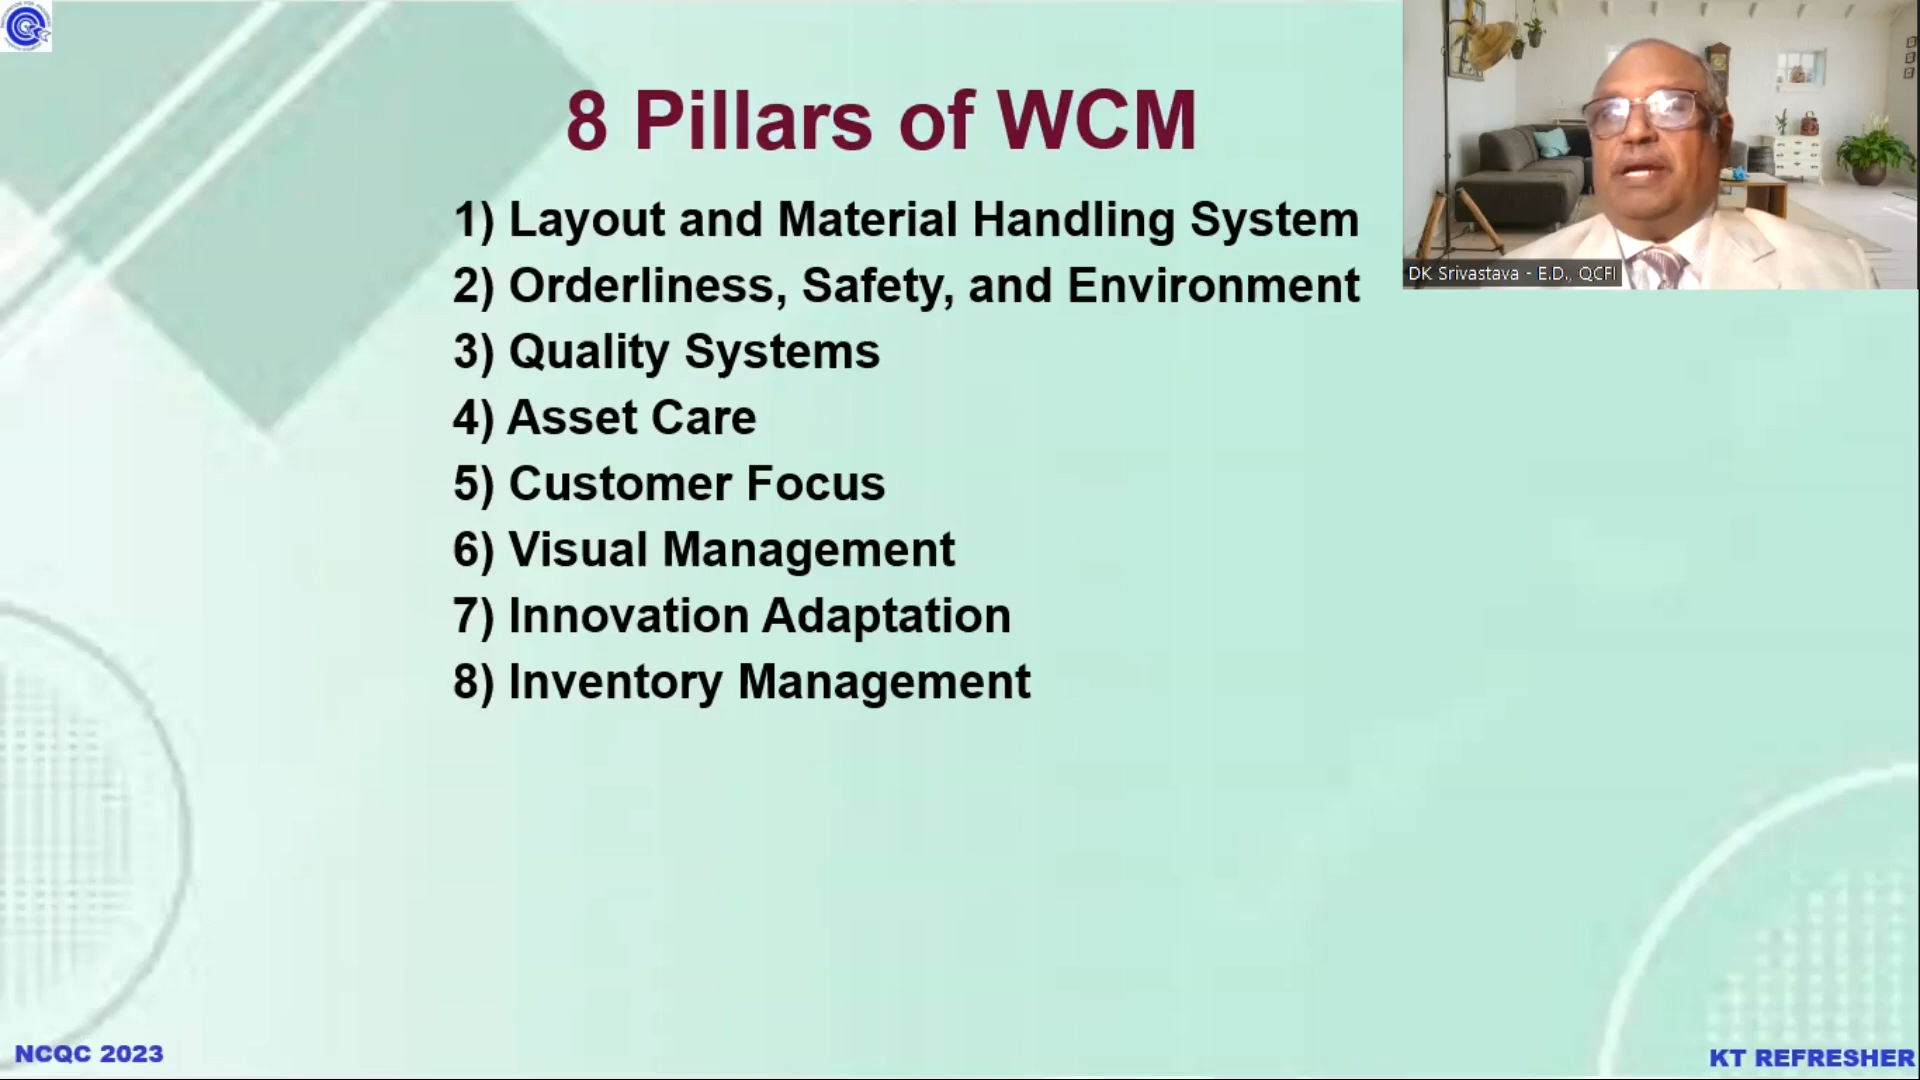 8 Pillars of WCM
1) Layout and Material Handling System
2) Orderliness, Safety, and Environment
3) Quality Systems
4) Asset Care
5) Customer Focus
6) Visual Management
7) Innovation Adaptation
8) Inventory Management
DK Srivastava - E.D., QCFI
NCQC 2023
KT REFRESHER